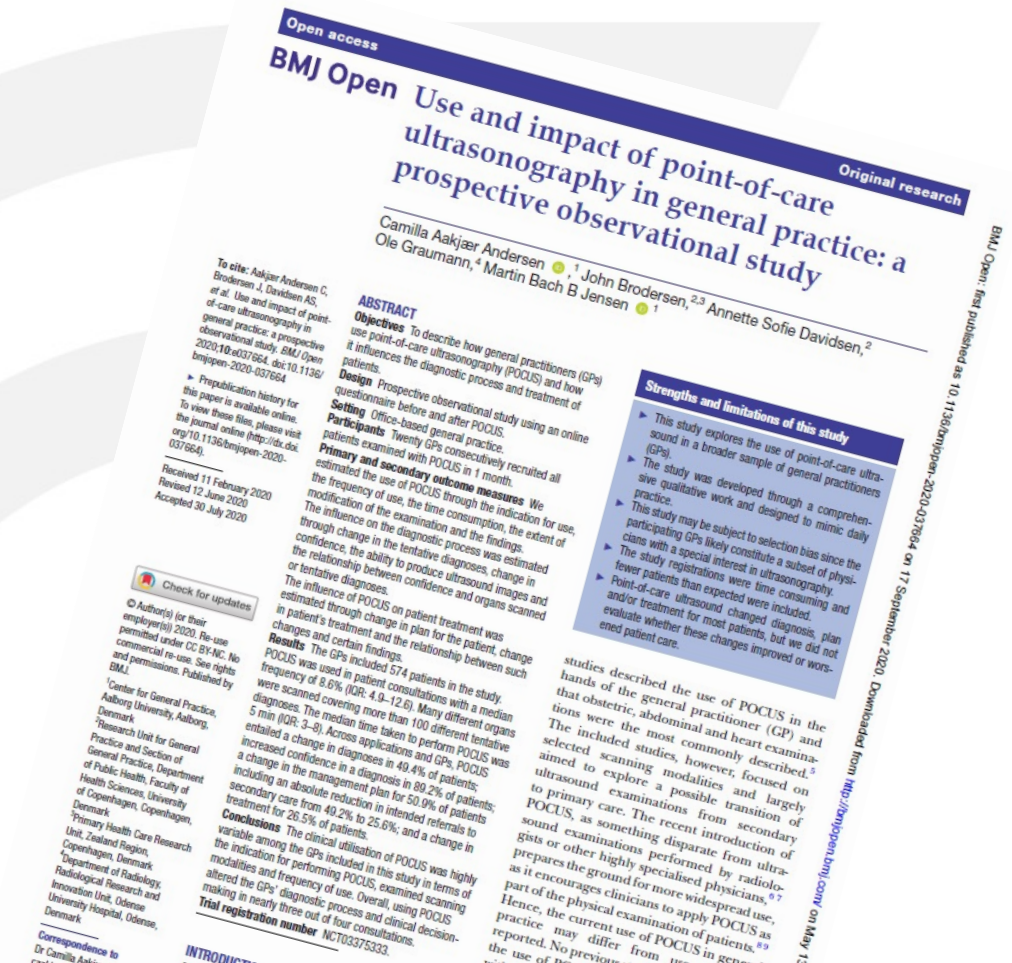 Open access
Original research
BMJ Open
Use and impact of point-of-care
ultrasonography in general practice: a
prospective observational study
Camilla Aakjær Andersen ,1 John Brodersen,2,3 Annette Sofie Davidsen,2
Ole Graumann,4 Martin Bach B Jensen 1
To cite: Aakjær Andersen C,
Brodersen J, Davidsen AS,
et al. Use and impact of point-
of-care ultrasonography in
general practice: a prospective
observational study. BMJ Open
2020;10:e037664. doi:10.1136/
bmjopen-2020-037664
► Prepublication history for
this paper is available online.
To view these files, please visit
the journal online (http://dx.doi.
org/10.1136/bmjopen-2020-
037664).
Received 11 February 2020
Revised 12 June 2020
Accepted 30 July 2020
Check for updates
© Author(s) (or their
employer(s)) 2020. Re-use
permitted under CC BY-NC. No
commercial re-use. See rights
and permissions. Published by
BMJ.
1Center for General Practice,
Aalborg University, Aalborg,
Denmark
2Research Unit for General
Practice and Section of
General Practice, Department
of Public Health, Faculty of
Health Sciences, University
of Copenhagen, Copenhagen,
Denmark
3Primary Health Care Research
Unit, Zealand Region,
Copenhagen, Denmark
4Department of Radiology,
Radiological Research and
Innovation Unit, Odense
University Hospital, Odense,
Denmark
Correspondence to
Dr Camilla
ABSTRACT
Objectives To describe how general practitioners (GPs)
use point-of-care ultrasonography (POCUS) and how
it influences the diagnostic process and treatment of
patients.
Design Prospective observational study using an online
questionnaire before and after POCUS.
Setting Office-based general practice.
Participants Twenty GPs consecutively recruited all
patients examined with POCUS in 1 month.
Primary and secondary outcome measures We
estimated the use of POCUS through the indication for use,
the frequency of use, the time consumption, the extent of
modification of the examination and the findings.
The influence on the diagnostic process was estimated
through change in the tentative diagnoses, change in
confidence, the ability to produce ultrasound images and
the relationship between confidence and organs scanned
or tentative diagnoses.
The influence of POCUS on patient treatment was
estimated through change in plan for the patient, change
in patient's treatment and the relationship between such
changes and certain findings.
Results The GPs included 574 patients in the study.
POCUS was used in patient consultations with a median
frequency of 8.6% (IQR: 4.9–12.6). Many different organs
were scanned covering more than 100 different tentative
diagnoses. The median time taken to perform POCUS was
5 min (IQR: 3–8). Across applications and GPs, POCUS
entailed a change in diagnoses in 49.4% of patients;
increased confidence in a diagnosis in 89.2% of patients;
a change in the management plan for 50.9% of patients
including an absolute reduction in intended referrals to
secondary care from 49.2% to 25.6%; and a change in
treatment for 26.5% of patients.
Conclusions The clinical utilisation of POCUS was highly
variable among the GPs included in this study in terms of
the indication for performing POCUS, examined scanning
modalities and frequency of use. Overall, using POCUS
altered the GPs' diagnostic process and clinical decision-
making in nearly three out of four consultations.
Trial registration number NCT03375333.
Strengths and limitations of this study
► This study explores the use of point-of-care ultra-
sound in a broader sample of general practitioners
(GPs).
► The study was developed through a comprehen-
sive qualitative work and designed to mimic daily
practice.
► This study may be subject to selection bias since the
participating GPs likely constitute a subset of physi-
cians with a special interest in ultrasonography.
► The study registrations were time consuming and
fewer patients than expected were included.
► Point-of-care ultrasound changed diagnosis, plan
and/or treatment for most patients, but we did not
evaluate whether these changes improved or wors-
ened patient care.
studies described the use of POCUS in the
hands of the general practitioner (GP) and
that obstetric, abdominal and heart examina-
tions were the most commonly described.5
The included studies, however, focused on
selected scanning modalities and largely
aimed to explore a possible transition of
ultrasound examinations from secondary
to primary care. The recent introduction of
POCUS, as something disparate from ultra-
sound examinations performed by radiolo-
gists or other highly specialised physicians,6 7
prepares the ground for more widespread use,
as it encourages clinicians to apply POCUS as
part of the physical examination of patients.8 9
Hence, the current use of POCUS in general
practice may differ from
reported. No previous
the use of
BMJ Open: first published as 10.1136/bmjopen-2020-037664 on 17 September 2020. Downloaded from http://bmjopen.bmj.com/ on May